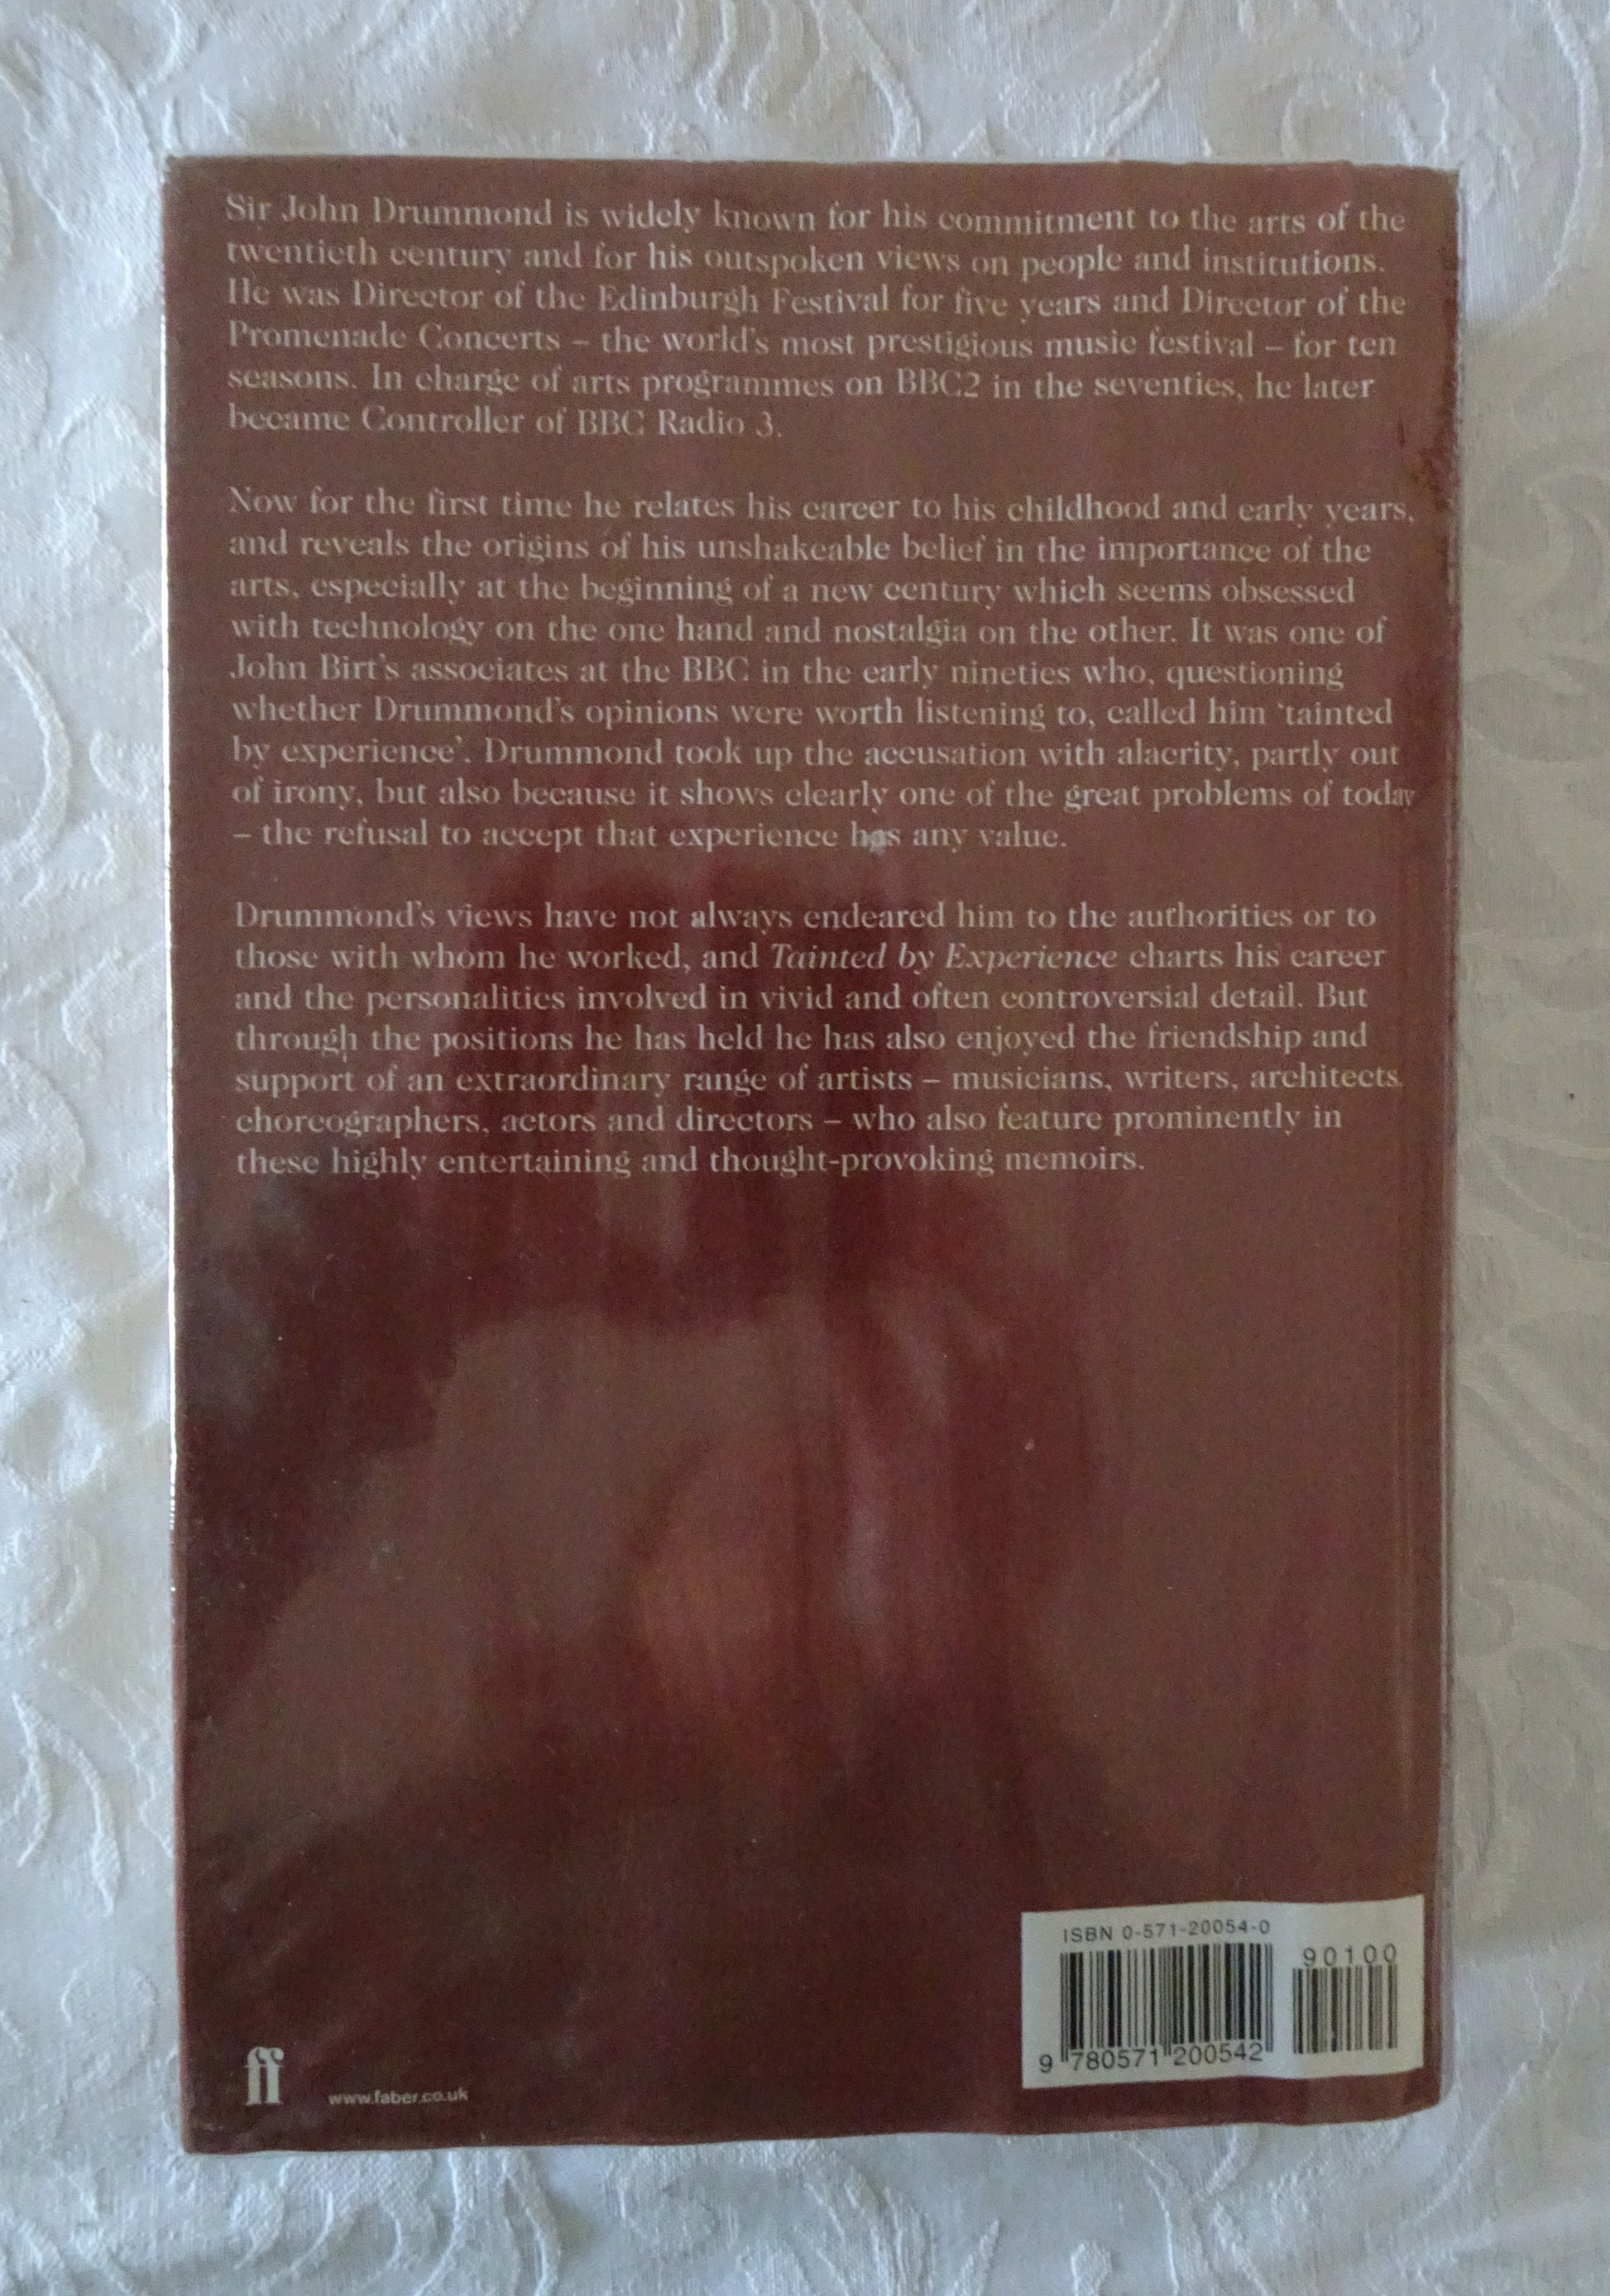 Sir John Drummond is widely known for his commitment to the arts of the
twentieth century and for his outspoken views on people and institutions.
He was Director of the Edinburgh Festival for five years and Director of the
Promenade Concerts – the world's most prestigious music festival – for ten
seasons. In charge of arts programmes on BBC2 in the seventies, he later
became Controller of BBC Radio 3.
Now for the first time he relates his career to his childhood and early years,
and reveals the origins of his unshakeable belief in the importance of the
arts, especially at the beginning of a new century which seems obsessed
with technology on the one hand and nostalgia on the other. It was one of
John Birt's associates at the BBC in the early nineties who, questioning
whether Drummond's opinions were worth listening to, called him 'tainted
by experience'. Drummond took up the accusation with alacrity, partly out
of irony, but also because it shows clearly one of the great problems of today
– the refusal to accept that experience has any value.
Drummond's views have not always endeared him to the authorities or to
those with whom he worked, and Tainted by Experience charts his career
and the personalities involved in vivid and often controversial detail. But
through the positions he has held he has also enjoyed the friendship and
support of an extraordinary range of artists – musicians, writers, architects,
choreographers, actors and directors – who also feature prominently in
these highly entertaining and thought-provoking memoirs.
ISBN 0-571-20054-0
90100
9 780571 200542
ff
www.faber.co.uk